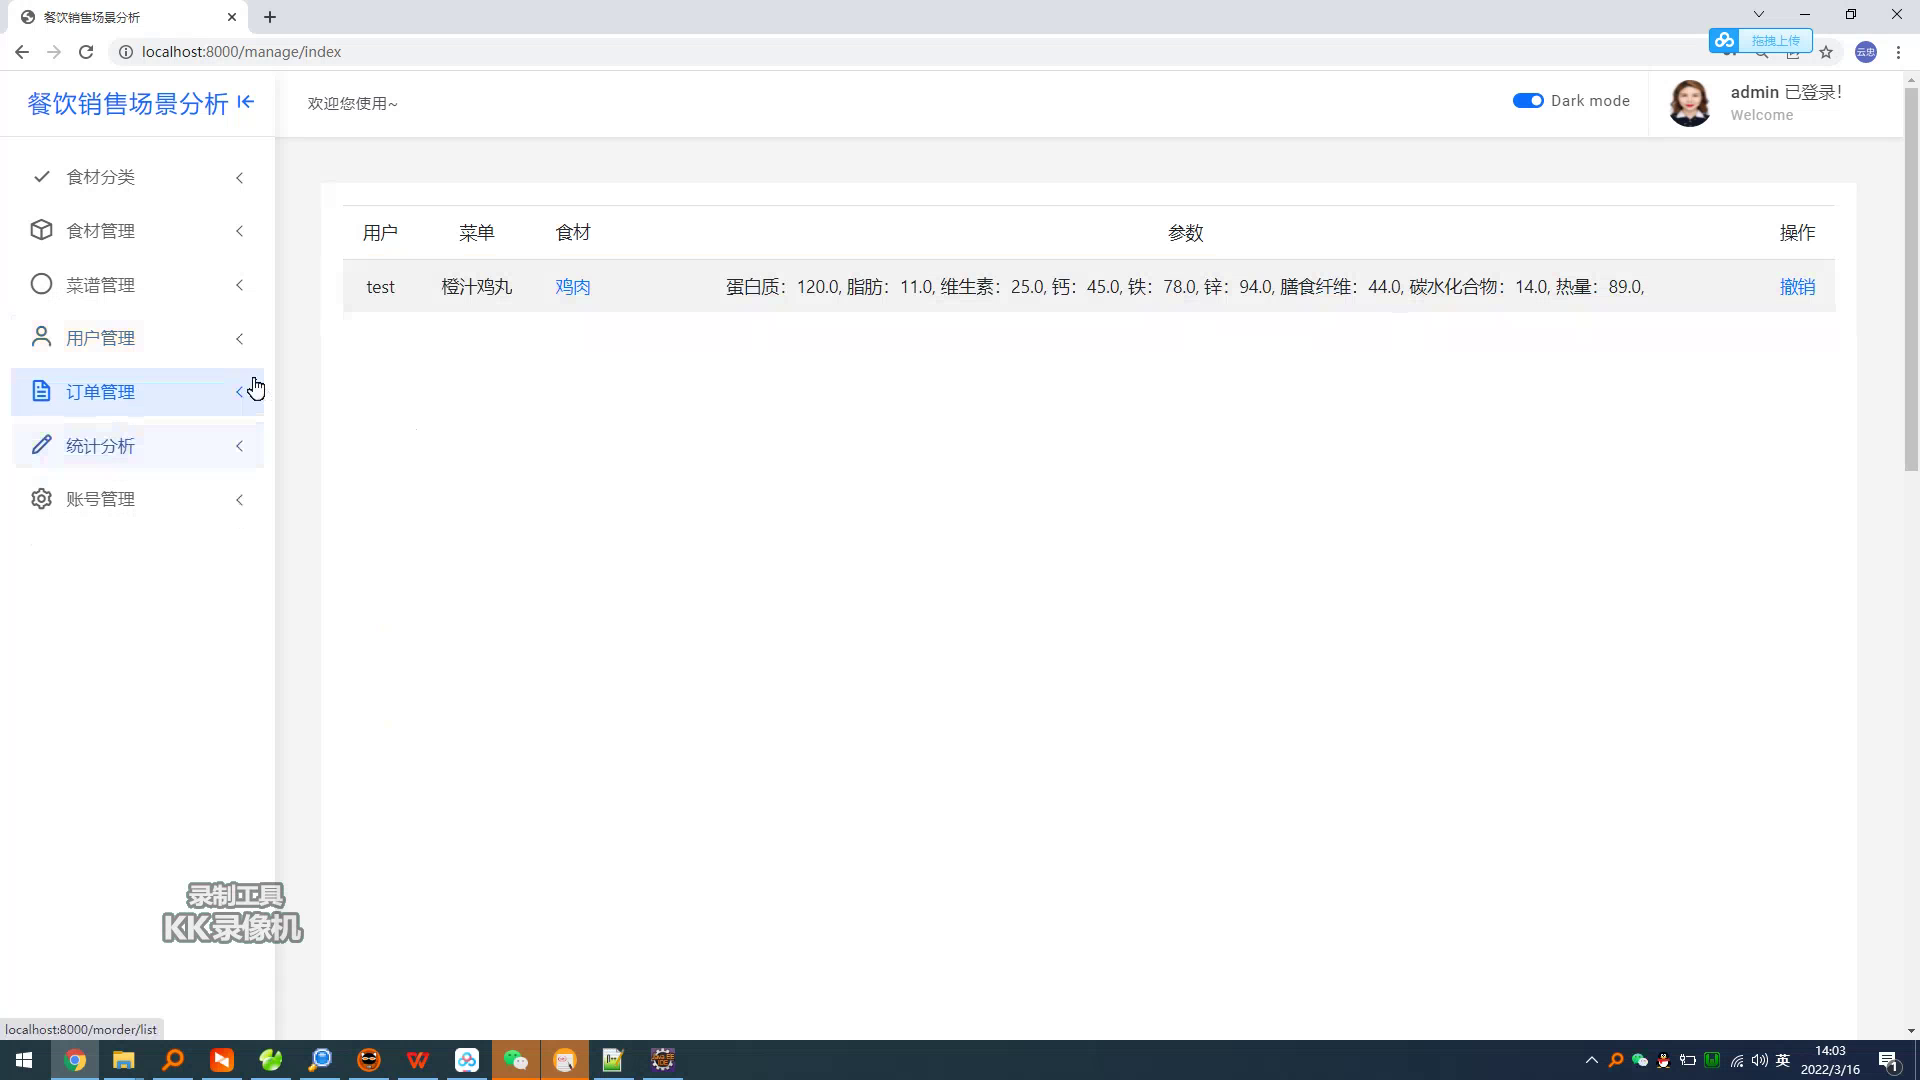 餐饮销售场景分析
localhost:8000/manage/index
拖拽上传
云忠
餐饮销售场景分析
欢迎您使用~
Dark mode
admin 已登录!
Welcome
食材分类
食材管理
菜谱管理
用户管理
订单管理
统计分析
账号管理
用户 菜单 食材 参数 操作
test 橙汁鸡丸 鸡肉 蛋白质：120.0, 脂肪：11.0, 维生素：25.0, 钙：45.0, 铁：78.0, 锌：94.0, 膳食纤维：44.0, 碳水化合物：14.0, 热量：89.0, 撤销
录制工具
KK录像机
localhost:8000/morder/list
英
14:03
2022/3/16
1